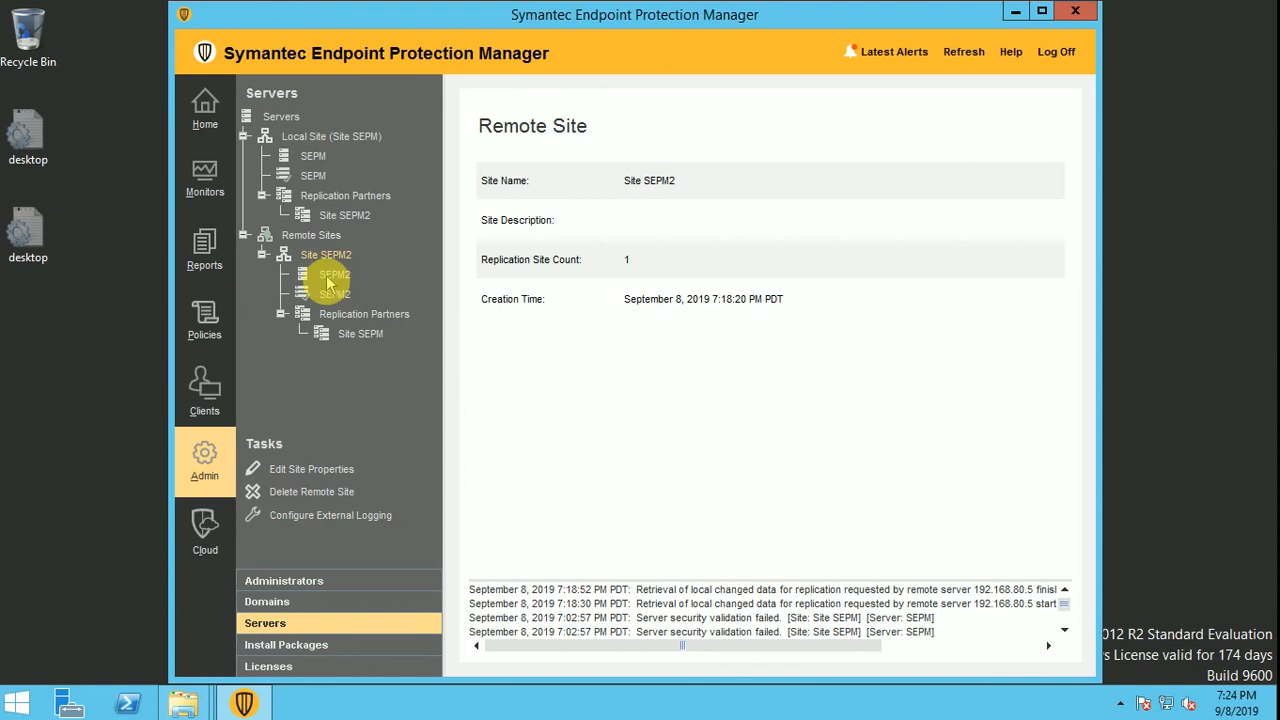 Symantec Endpoint Protection Manager
Recycle Bin
desktop
desktop
Symantec Endpoint Protection Manager
Latest Alerts
Refresh
Help
Log Off
Home
Monitors
Reports
Policies
Clients
Admin
Cloud
Servers
Servers
Local Site (Site SEPM)
SEPM
SEPM
Replication Partners
Site SEPM2
Remote Sites
Site SEPM2
SEPM2
SEPM2
Replication Partners
Site SEPM
Tasks
Edit Site Properties
Delete Remote Site
Configure External Logging
Administrators
Domains
Servers
Install Packages
Licenses
Remote Site
Site Name: Site SEPM2
Site Description:
Replication Site Count: 1
Creation Time: September 8, 2019 7:18:20 PM PDT
September 8, 2019 7:18:52 PM PDT: Retrieval of local changed data for replication requested by remote server 192.168.80.5 finisl
September 8, 2019 7:18:30 PM PDT: Retrieval of local changed data for replication requested by remote server 192.168.80.5 start
September 8, 2019 7:02:57 PM PDT: Server security validation failed. [Site: Site SEPM] [Server: SEPM]
September 8, 2019 7:02:57 PM PDT: Server security validation failed. [Site: Site SEPM] [Server: SEPM]
012 R2 Standard Evaluation
s License valid for 174 days
Build 9600
7:24 PM
9/8/2019